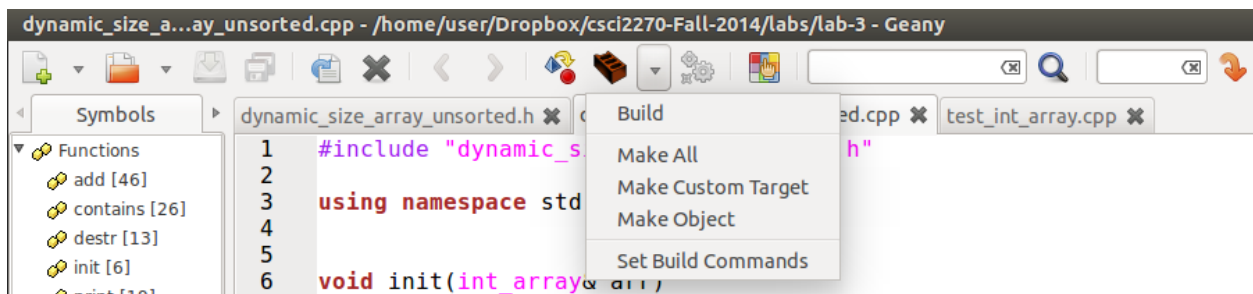 dynamic_size_a...ay_unsorted.cpp - /home/user/Dropbox/csci2270-Fall-2014/labs/lab-3 - Geany
Symbols
dynamic_size_array_unsorted.h
ed.cpp
test_int_array.cpp
Functions
add [46]
contains [26]
destr [13]
init [6]
Build
Make All
Make Custom Target
Make Object
Set Build Commands
1 #include "dynamic_s h"
2
3 using namespace std
4
5
6 void init(int_array& arr)